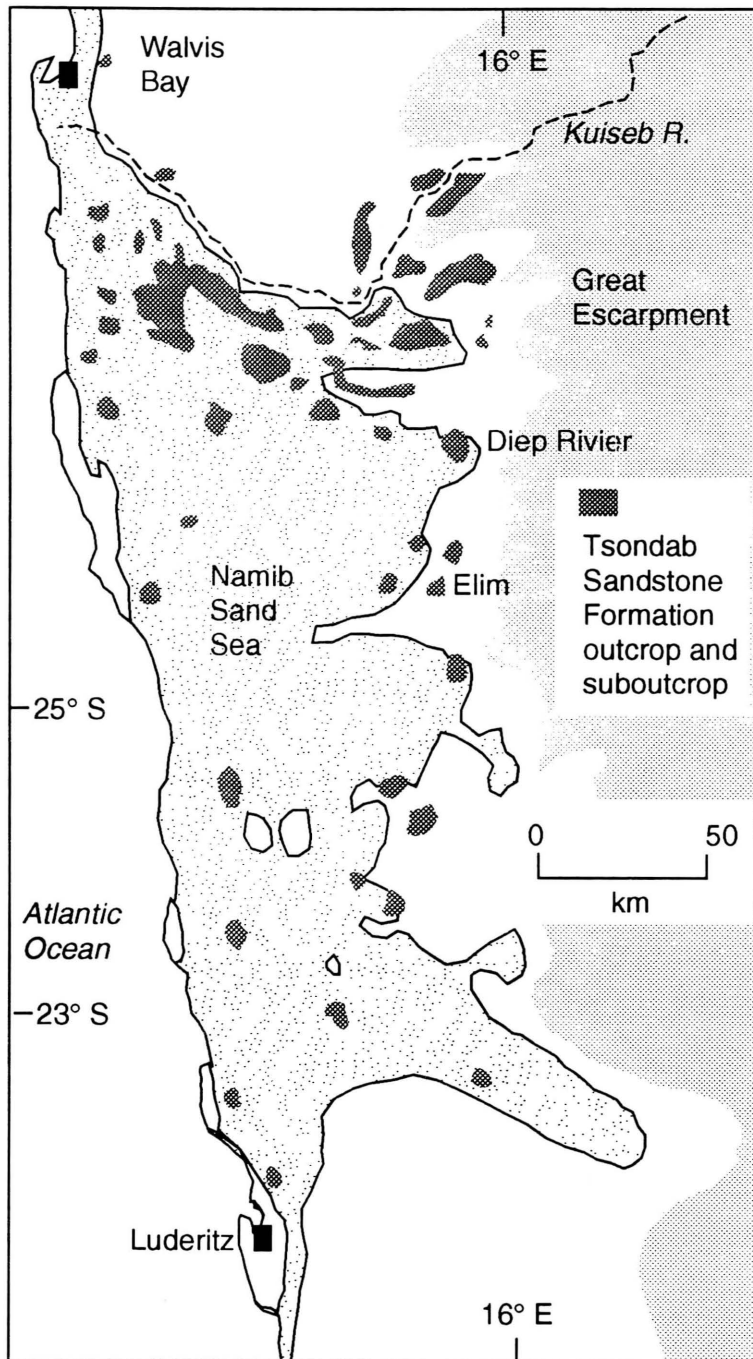 Walvis
Bay
16° E
Kuiseb R.
Great
Escarpment
Diep Rivier
Tsondab
Sandstone
Formation
outcrop and
suboutcrop
Namib
Sand
Sea
Elim
25° S
0 50
km
Atlantic
Ocean
23° S
Luderitz
16° E